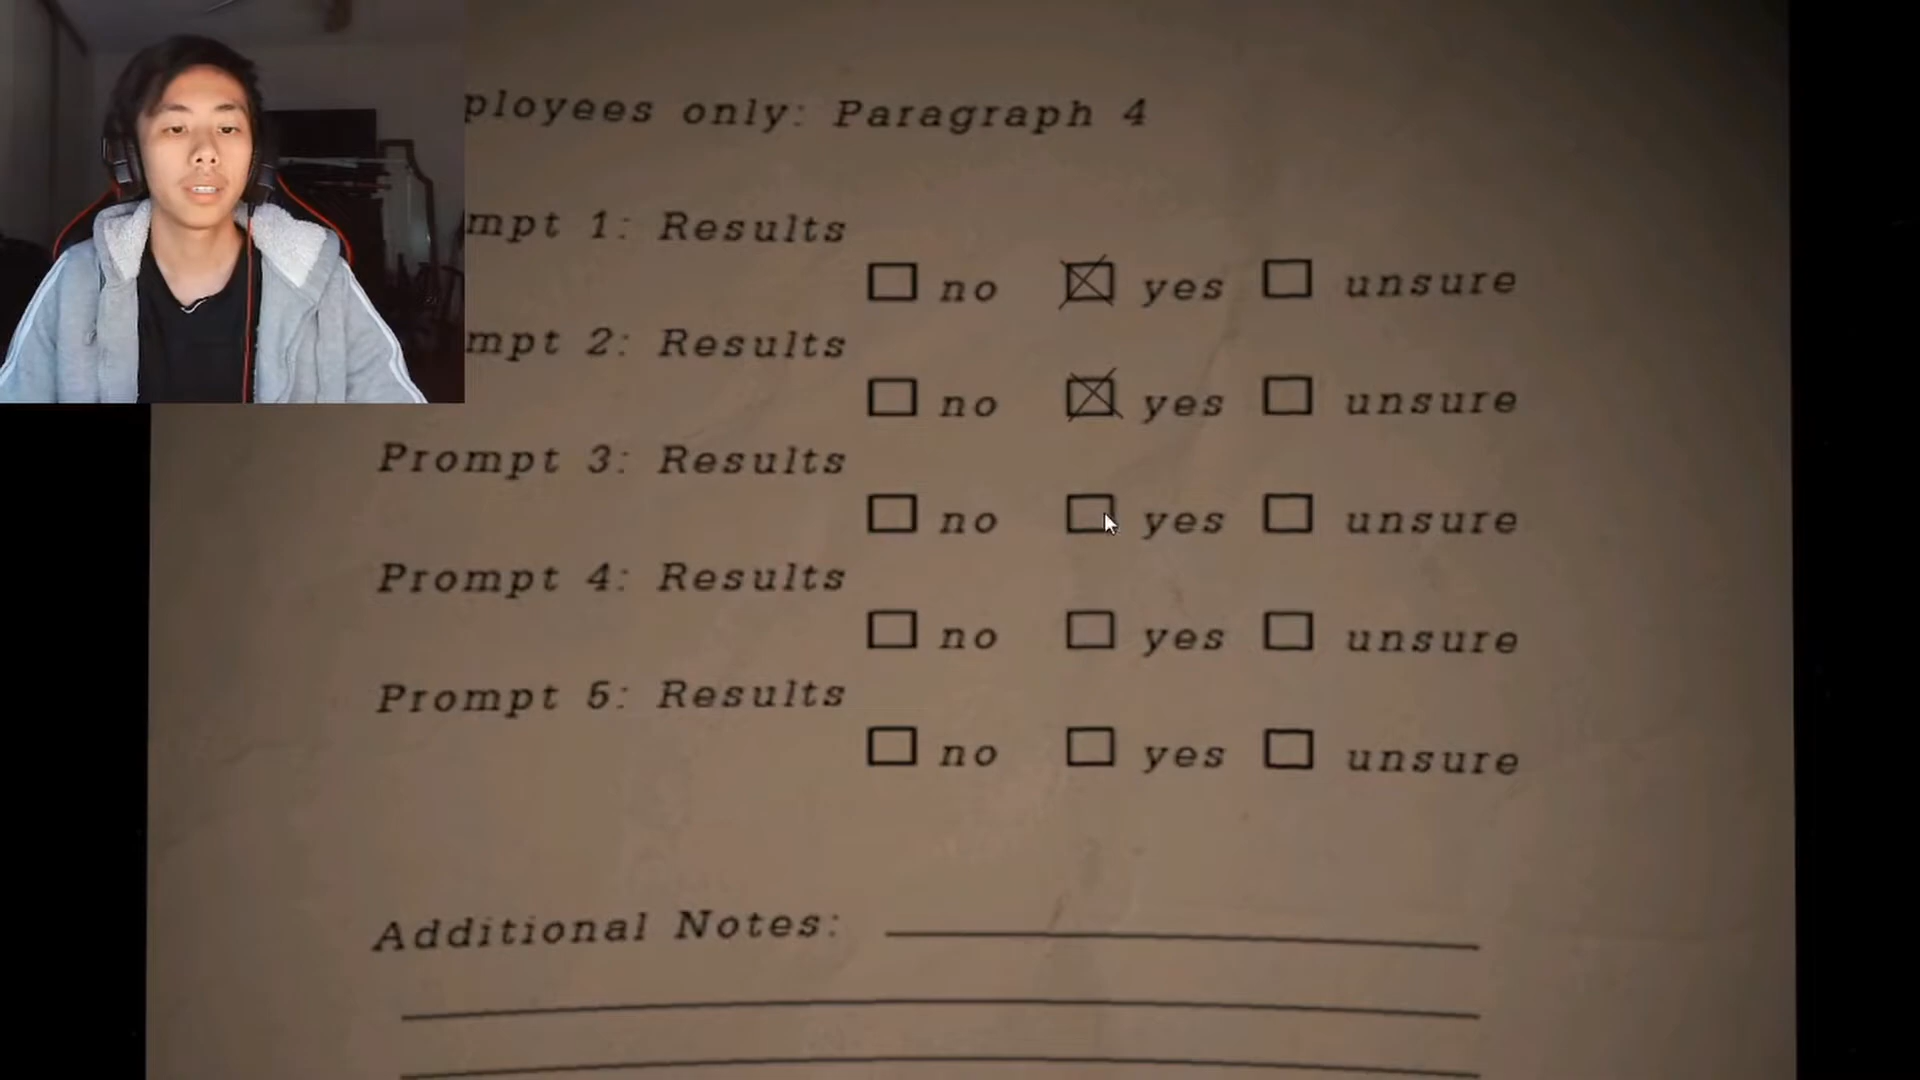 ployees only: Paragraph 4
mpt 1: Results
no yes unsure
mpt 2: Results
no yes unsure
Prompt 3: Results
no yes unsure
Prompt 4: Results
no yes unsure
Prompt 5: Results
no yes unsure
Additional Notes: